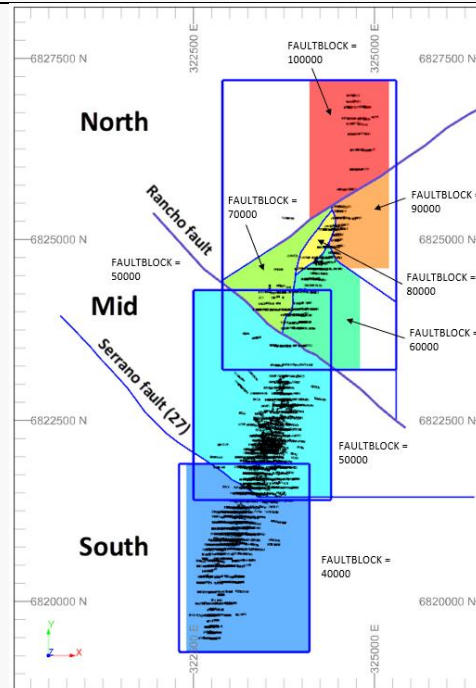 322500 E
325000 E
6827500 N
6827500 N
FAULTBLOCK =
100000
North
FAULTBLOCK =
70000
FAULTBLOCK =
90000
Rancho fault
6825000 N
6825000 N
FAULTBLOCK =
50000
FAULTBLOCK =
80000
Mid
FAULTBLOCK =
60000
Serrano fault (27)
6822500 N
6822500 N
FAULTBLOCK =
50000
South
FAULTBLOCK =
40000
6820000 N
6820000 N
Y
Z
X
322500 E
325000 E